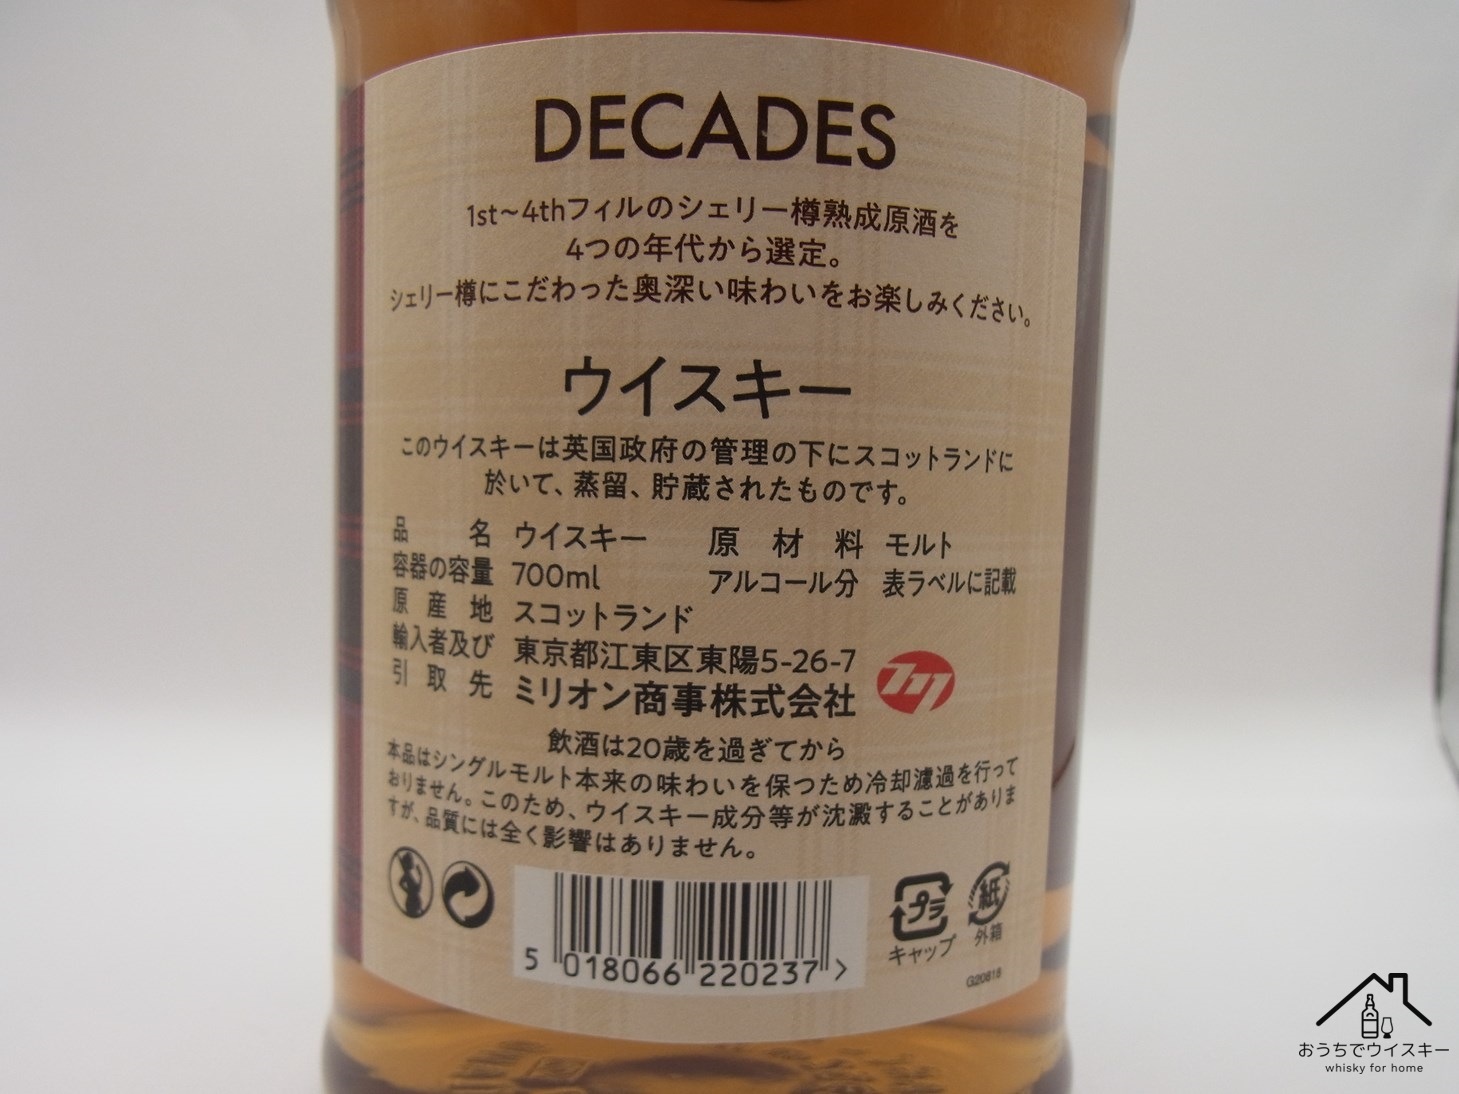 DECADES
1st～4thフィルのシェリー樽熟成原酒を
4つの年代から選定。
シェリー樽にこだわった奥深い味わいをお楽しみください。
ウイスキー
このウイスキーは英国政府の管理の下にスコットランドに
於いて、蒸留、貯蔵されたものです。
品名 ウイスキー 原材料 モルト
容器の容量 700ml アルコール分 表ラベルに記載
原産地 スコットランド
輸入者及び 東京都江東区東陽5-26-7
引取先 ミリオン商事株式会社
飲酒は20歳を過ぎてから
本品はシングルモルト本来の味わいを保つため冷却濾過を行って
おりません。このため、ウイスキー成分等が沈澱することがありま
すが、品質には全く影響はありません。
5 018066 220237 >
プラ
キャップ
紙
外箱
G20818
おうちでウイスキー
whisky for home